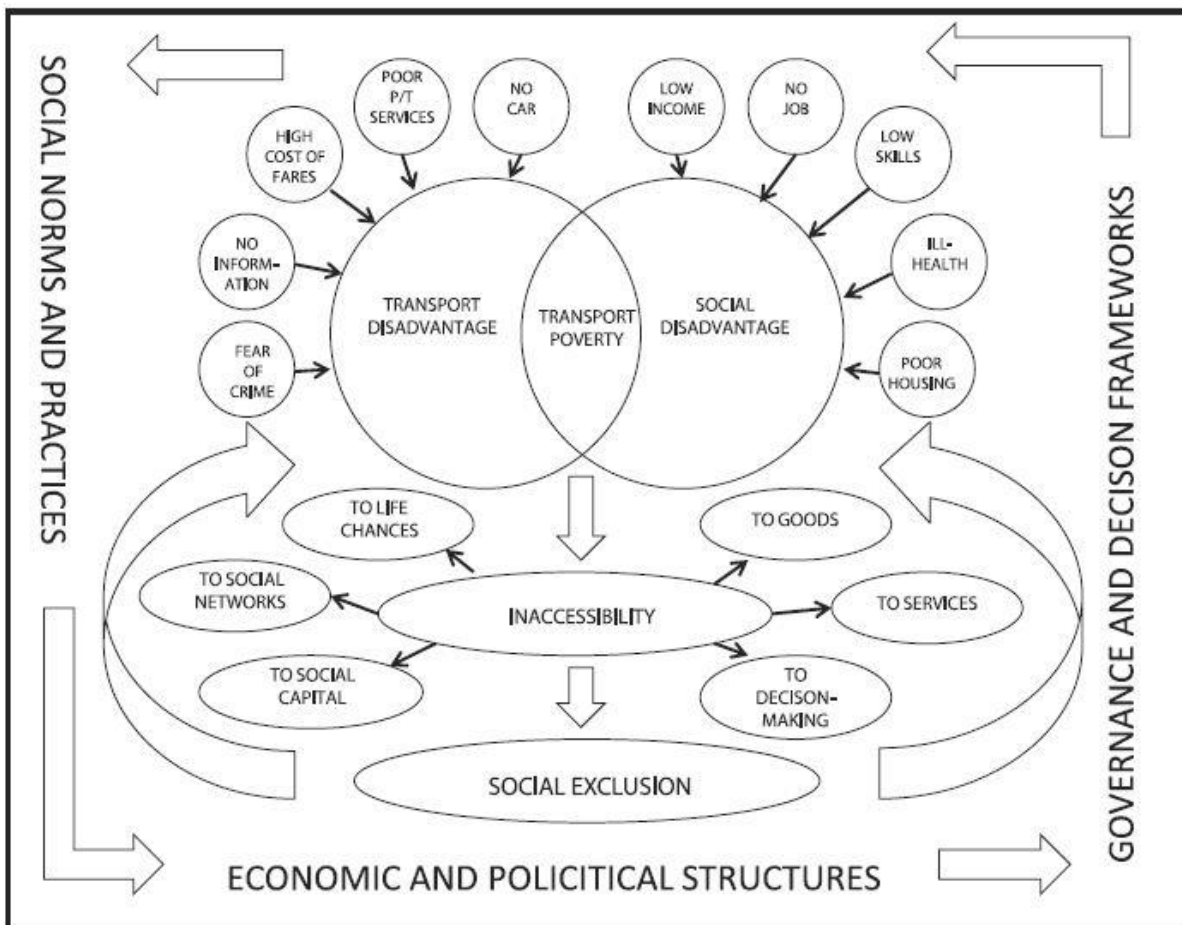 SOCIAL NORMS AND PRACTICES
POOR
P/T
SERVICES
NO
CAR
LOW
INCOME
NO
JOB
HIGH
COST OF
FARES
LOW
SKILLS
NO
INFORM-
ATION
ILL-
HEALTH
FEAR
OF
CRIME
POOR
HOUSING
TRANSPORT
DISADVANTAGE
TRANSPORT
POVERTY
SOCIAL
DISADVANTAGE
GOVERNANCE AND DECISON FRAMEWORKS
TO LIFE
CHANCES
TO GOODS
TO SOCIAL
NETWORKS
INACCESSIBILITY
TO SERVICES
TO SOCIAL
CAPITAL
TO
DECISON-
MAKING
SOCIAL EXCLUSION
ECONOMIC AND POLICITICAL STRUCTURES